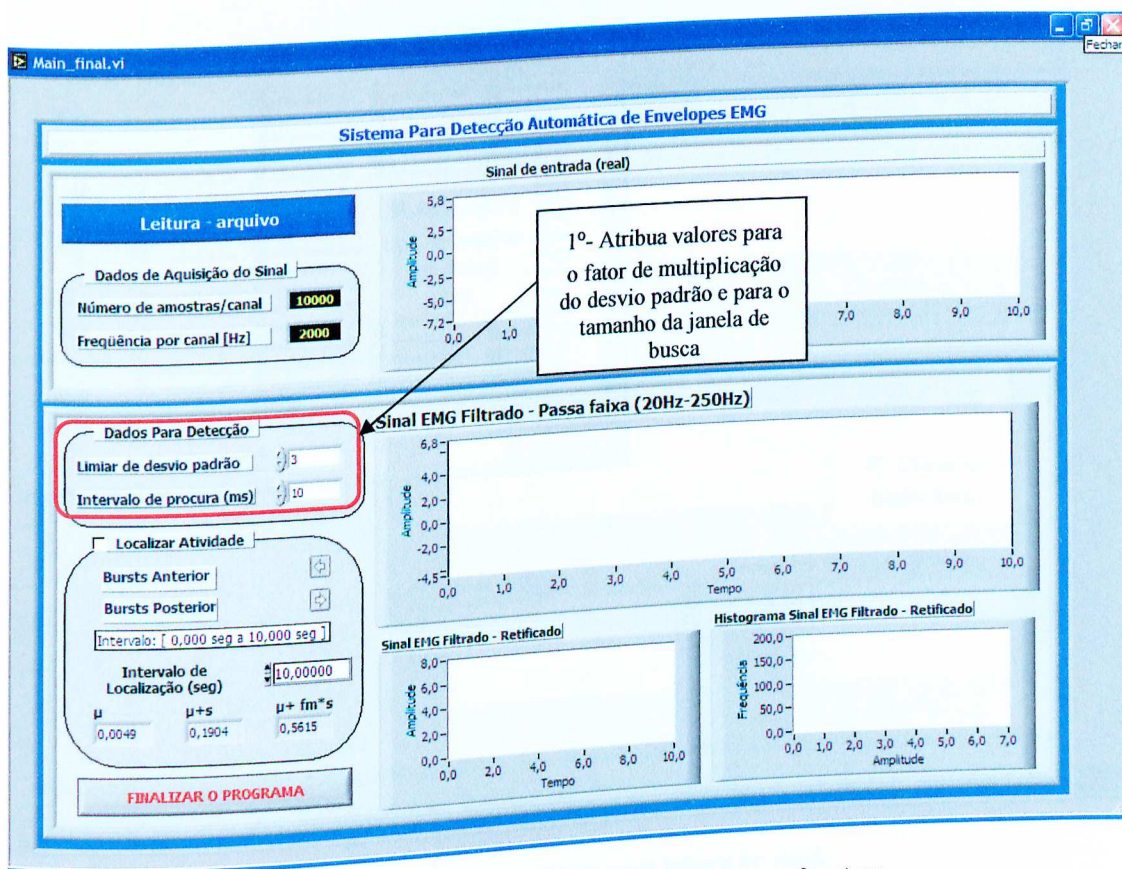 Main_final.vi
Fechar
Sistema Para Detecção Automática de Envelopes EMG
Sinal de entrada (real)
Leitura - arquivo
Dados de Aquisição do Sinal
Número de amostras/canal 10000
Freqüência por canal [Hz] 2000
Amplitude
5,8
2,5
0,0
-2,5
-5,0
-7,2
0,0 1,0 7,0 8,0 9,0 10,0
1º- Atribua valores para
o fator de multiplicação
do desvio padrão e para o
tamanho da janela de
busca
Dados Para Detecção
Limiar de desvio padrão 3
Intervalo de procura (ms) 10
Sinal EMG Filtrado - Passa faixa (20Hz-250Hz)
Amplitude
6,8
4,0
2,0
0,0
-2,0
-4,5
0,0 1,0 2,0 3,0 4,0 5,0 6,0 7,0 8,0 9,0 10,0
Tempo
Localizar Atividade
Bursts Anterior
Bursts Posterior
Intervalo: [ 0,000 seg a 10,000 seg ]
Intervalo de
Localização (seg) 10,00000
µ µ+s µ+ fm*s
0,0049 0,1904 0,5615
FINALIZAR O PROGRAMA
Sinal EMG Filtrado - Retificado
Amplitude
8,0
6,0
4,0
2,0
0,0
0,0 2,0 4,0 6,0 8,0 10,0
Tempo
Histograma Sinal EMG Filtrado - Retificado
Frequência
200,0
150,0
100,0
50,0
0,0
0,0 1,0 2,0 3,0 4,0 5,0 6,0 7,0
Amplitude